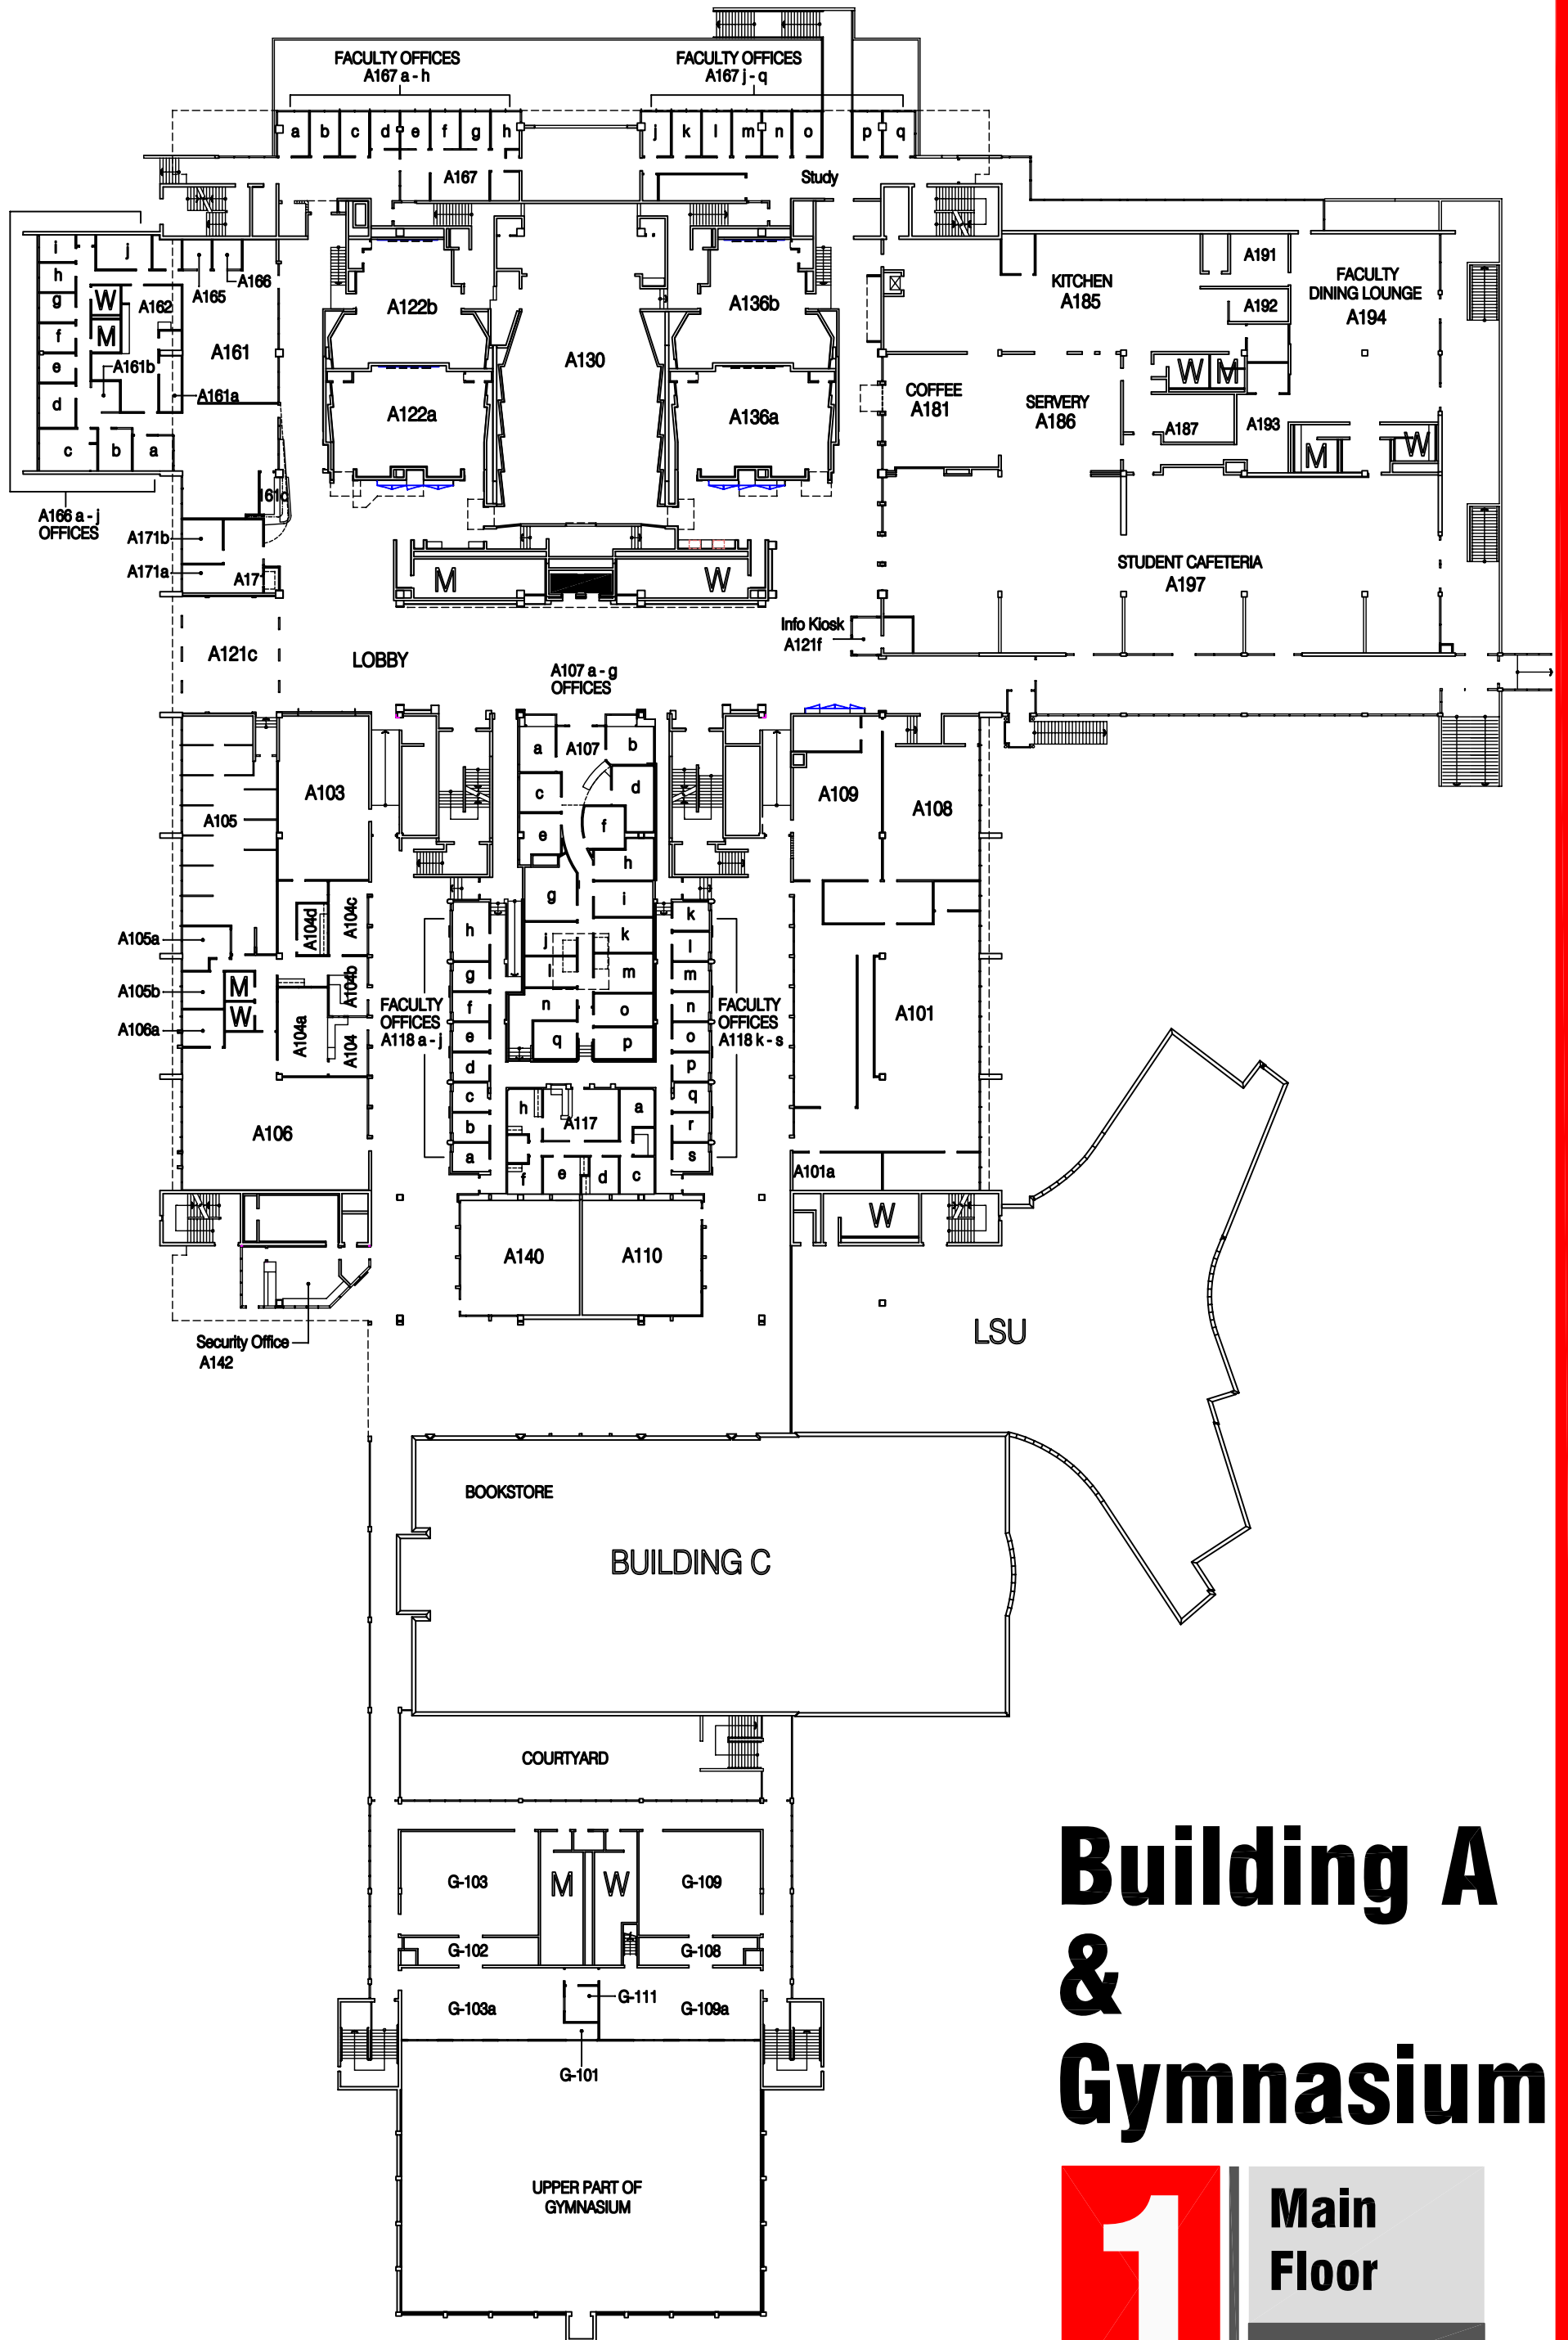 FACULTY OFFICES
A167 a - h
FACULTY OFFICES
A167 j - q
a b c d e f g h
j k l m n o p q
A167
Study
i
j
h
g
f
e
d
c
b
a
W
M
A162
A165
A166
A161
A161b
A161a
161c
A166 a - j
OFFICES
A171b
A171a
A171
A122b
A122a
A130
A136b
A136a
KITCHEN
A185
A191
A192
FACULTY
DINING LOUNGE
A194
COFFEE
A181
SERVERY
A186
W M
A187
A193
M W
STUDENT CAFETERIA
A197
M
W
Info Kiosk
A121f
A121c
LOBBY
A107 a - g
OFFICES
A103
A105
A107
a
b
c
d
e
f
g
h
i
j
k
l
m
n
o
q
p
A109
A108
A104d
A104c
A105a
A104b
A105b
M
W
A106a
A104a
A104
A106
FACULTY
OFFICES
A118 a - j
h
g
f
e
d
c
b
a
FACULTY
OFFICES
A118 k - s
k
l
m
n
o
p
q
r
s
A101
A101a
W
h
A117
a
f
e
d
c
A140
A110
Security Office
A142
LSU
BOOKSTORE
BUILDING C
COURTYARD
G-103
M
W
G-109
G-102
G-108
G-103a
G-111
G-109a
G-101
UPPER PART OF
GYMNASIUM
Building A
&
Gymnasium
1
Main
Floor